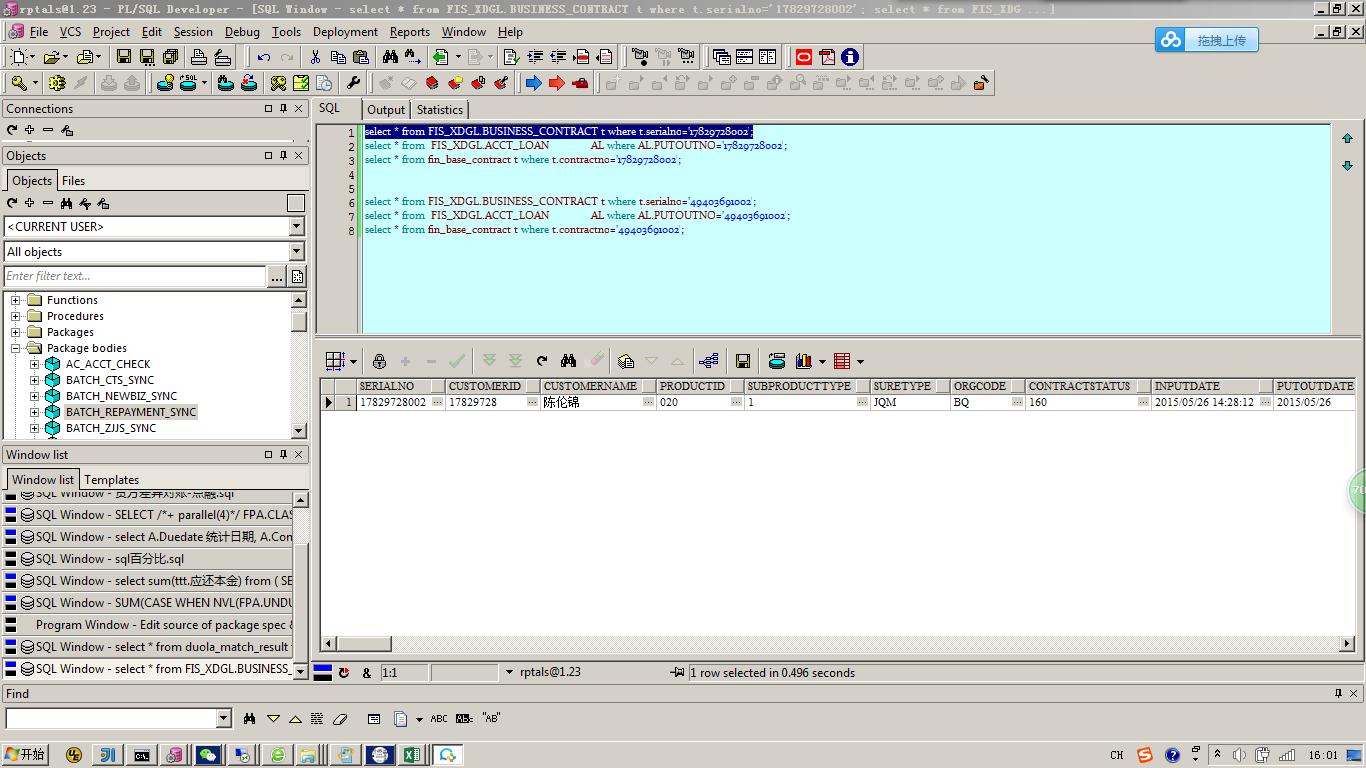 rptals@1.23 - PL/SQL Developer - [SQL Window - select * from FIS_XDGL.BUSINESS_CONTRACT t where t.serialno='17829728002'; select * from FIS_XDG ...]
File VCS Project Edit Session Debug Tools Deployment Reports Window Help
拖拽上传
Connections
Objects
Objects Files
<CURRENT USER>
All objects
Enter filter text...
Functions
Procedures
Packages
Package bodies
AC_ACCT_CHECK
BATCH_CTS_SYNC
BATCH_NEWBIZ_SYNC
BATCH_REPAYMENT_SYNC
BATCH_ZJJS_SYNC
Window list
Window list Templates
SQL Window - SELECT /*+ parallel(4)*/ FPA.CLAS
SQL Window - select A.Duedate 统计日期, A.Con
SQL Window - sql百分比.sql
SQL Window - select sum(ttt.应还本金) from ( SE
SQL Window - SUM(CASE WHEN NVL(FPA.UNDU
Program Window - Edit source of package spec &
SQL Window - select * from duola_match_result
SQL Window - select * from FIS_XDGL.BUSINESS_
SQL Output Statistics
1 select * from FIS_XDGL.BUSINESS_CONTRACT t where t.serialno='17829728002';
2 select * from FIS_XDGL.ACCT_LOAN AL where AL.PUTOUTNO='17829728002';
3 select * from fin_base_contract t where t.contractno='17829728002';
4
5
6 select * from FIS_XDGL.BUSINESS_CONTRACT t where t.serialno='49403691002';
7 select * from FIS_XDGL.ACCT_LOAN AL where AL.PUTOUTNO='49403691002';
8 select * from fin_base_contract t where t.contractno='49403691002';
SERIALNO CUSTOMERID CUSTOMERNAME PRODUCTID SUBPRODUCTTYPE SURETYPE ORGCODE CONTRACTSTATUS INPUTDATE PUTOUTDATE
1 17829728002 17829728 陈伦锦 020 1 JQM BQ 160 2015/05/26 14:28:12 2015/05/26
70
& 1:1 rptals@1.23 1 row selected in 0.496 seconds
Find
ABC "AB"
开始 CH 16:01